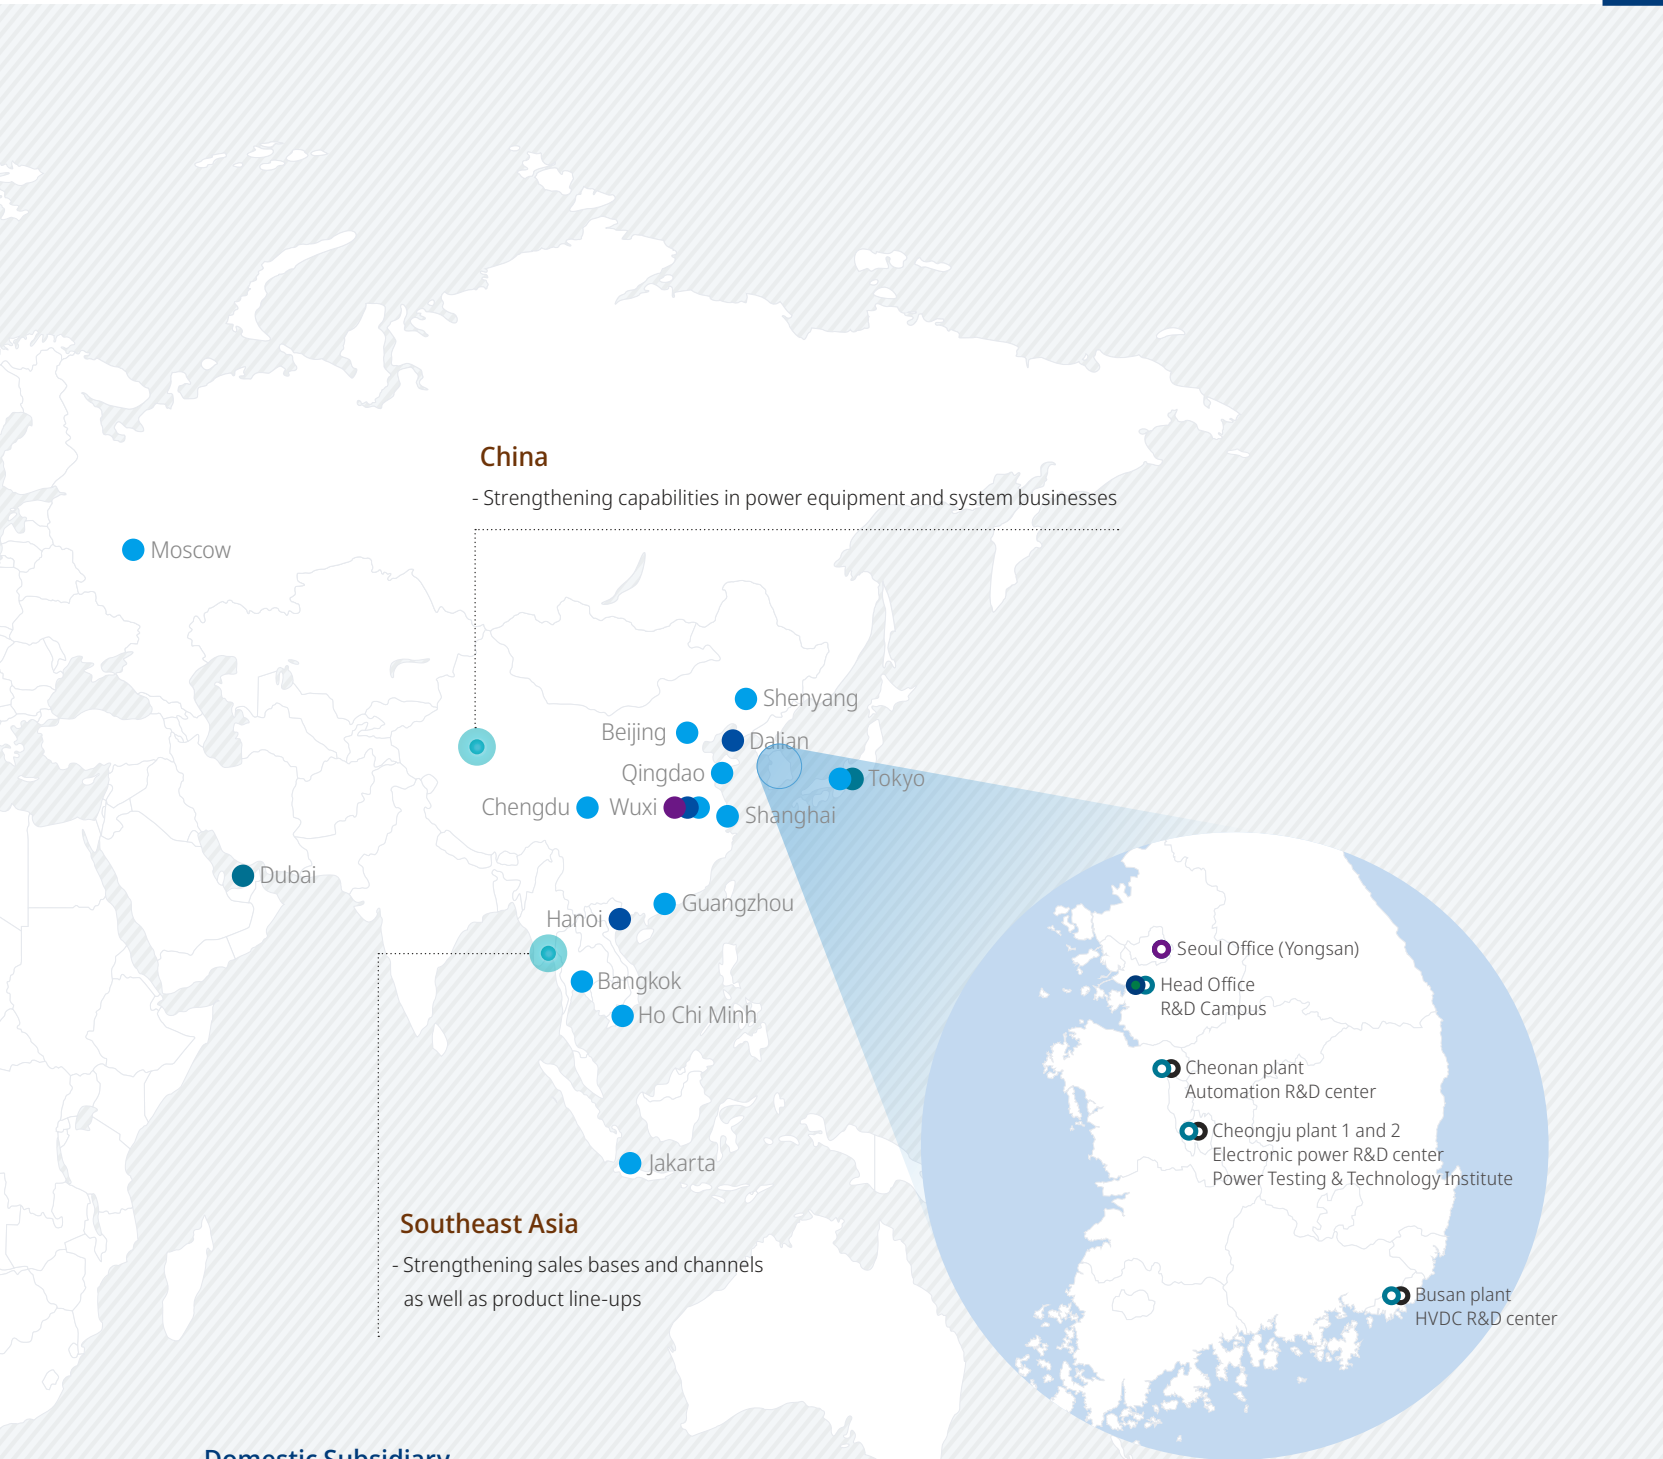 China
- Strengthening capabilities in power equipment and system businesses
Moscow
Shenyang
Beijing
Dalian
Qingdao
Tokyo
Chengdu
Wuxi
Shanghai
Dubai
Guangzhou
Hanoi
Bangkok
Ho Chi Minh
Jakarta
Seoul Office (Yongsan)
Head Office
R&D Campus
Cheonan plant
Automation R&D center
Cheongju plant 1 and 2
Electronic power R&D center
Power Testing & Technology Institute
Busan plant
HVDC R&D center
Southeast Asia
- Strengthening sales bases and channels
as well as product line-ups
Domestic Subsidiary